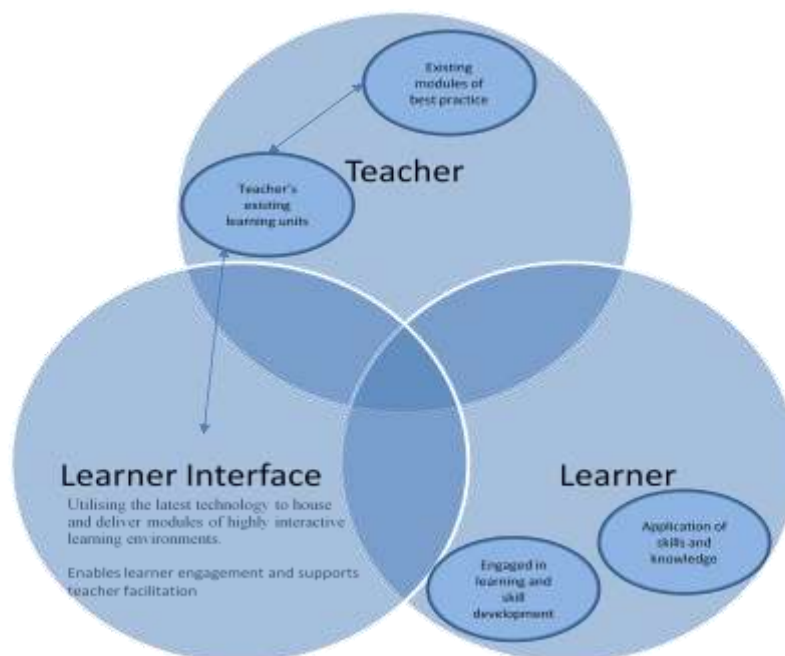 Existing
modules of
best practice
Teacher
Teacher's
existing
learning units
Learner Interface
Utilising the latest technology to house
and deliver modules of highly interactive
learning environments.
Enables learner engagement and supports
teacher facilitation
Learner
Application of
skills and
knowledge
Engaged in
learning and
skill
development